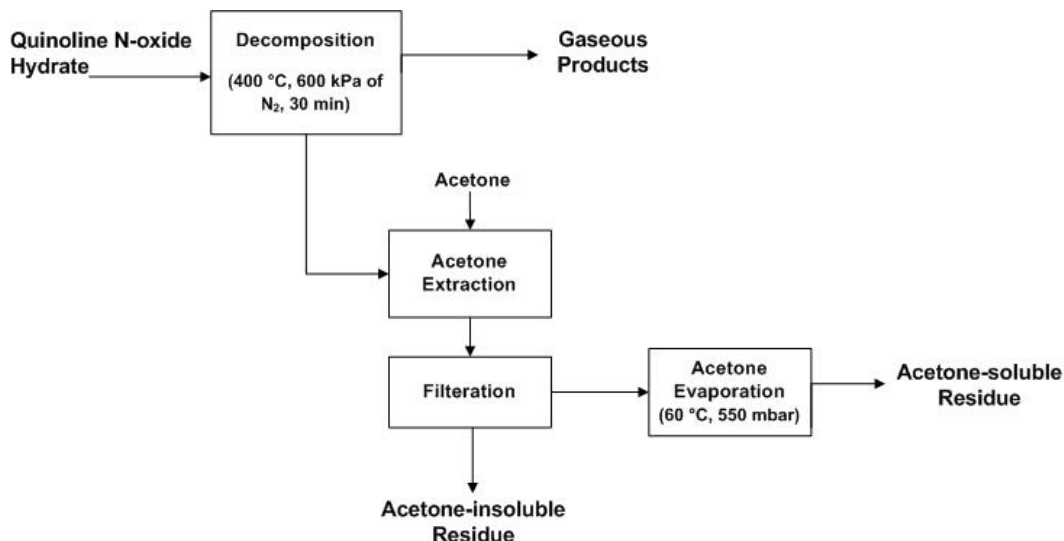 Quinoline N-oxide
Hydrate
Decomposition
(400 °C, 600 kPa of
N₂, 30 min)
Gaseous
Products
Acetone
Acetone
Extraction
Filteration
Acetone
Evaporation
(60 °C, 550 mbar)
Acetone-soluble
Residue
Acetone-insoluble
Residue